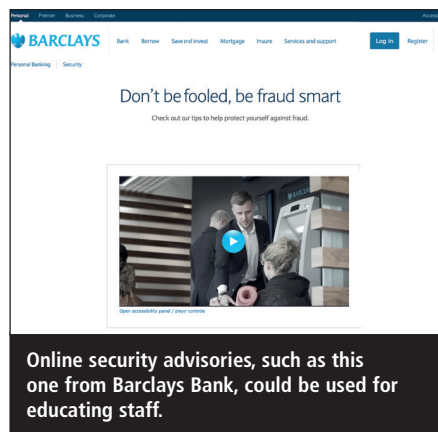 Personal Premier Business Corporate Access
BARCLAYS Bank Borrow Save and invest Mortgage Insure Services and support Log in Register
Personal Banking Security
Don't be fooled, be fraud smart
Check out our tips to help protect yourself against fraud.
BARCLAY
Open accessibility panel / player controls
Online security advisories, such as this
one from Barclays Bank, could be used for
educating staff.